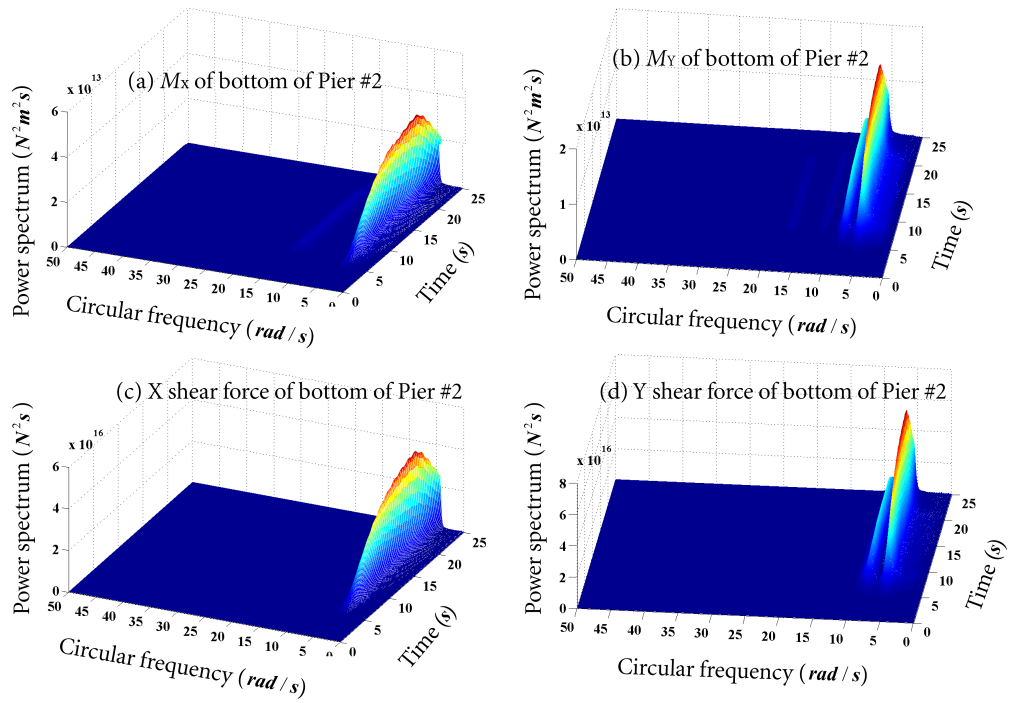 (a) Mx of bottom of Pier #2
x 10^13
Power spectrum (N^2 m^2 s)
6
4
2
0
50 45 40 35 30 25 20 15 10 5 0
0 5 10 15 20 25
Circular frequency (rad / s)
Time (s)
(b) MY of bottom of Pier #2
x 10^13
Power spectrum (N^2 m^2 s)
2
1
0
50 45 40 35 30 25 20 15 10 5 0
0 5 10 15 20 25
Circular frequency (rad / s)
Time (s)
(c) X shear force of bottom of Pier #2
x 10^16
Power spectrum (N^2 s)
6
4
2
0
50 45 40 35 30 25 20 15 10 5 0
0 5 10 15 20 25
Circular frequency (rad / s)
Time (s)
(d) Y shear force of bottom of Pier #2
x 10^16
Power spectrum (N^2 s)
8
6
4
2
0
50 45 40 35 30 25 20 15 10 5 0
0 5 10 15 20 25
Circular frequency (rad / s)
Time (s)